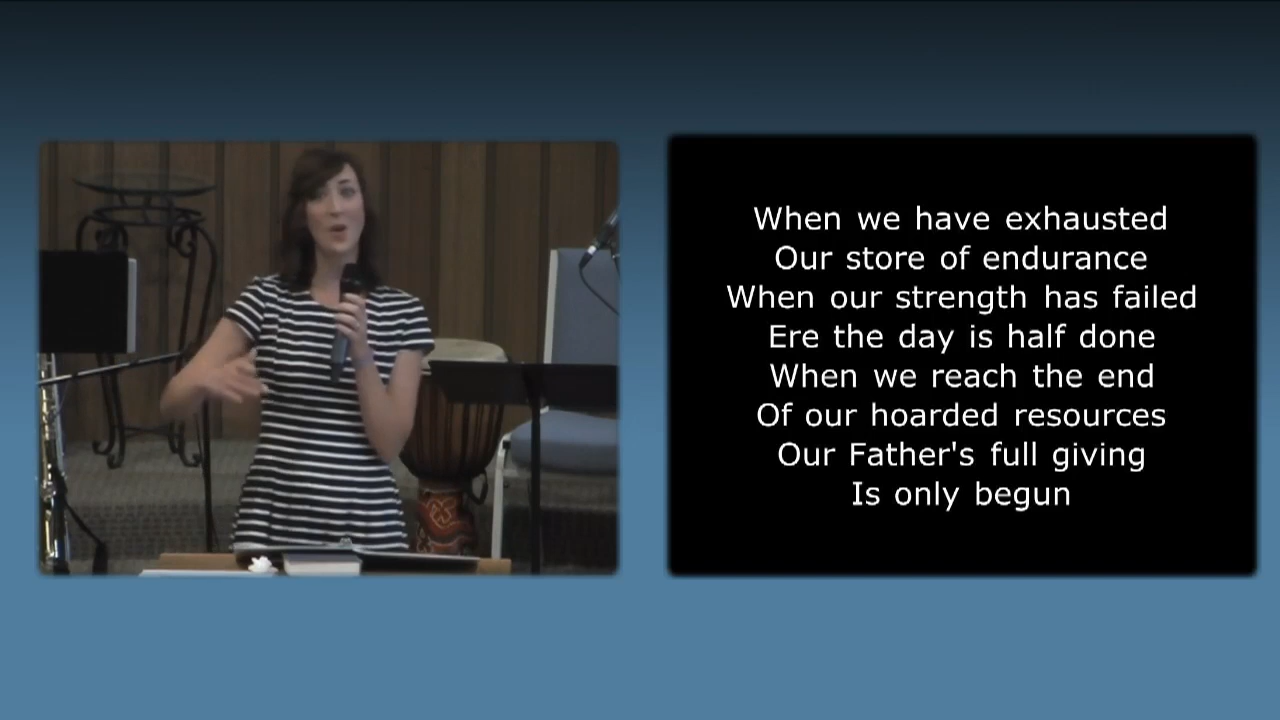 When we have exhausted
Our store of endurance
When our strength has failed
Ere the day is half done
When we reach the end
Of our hoarded resources
Our Father's full giving
Is only begun